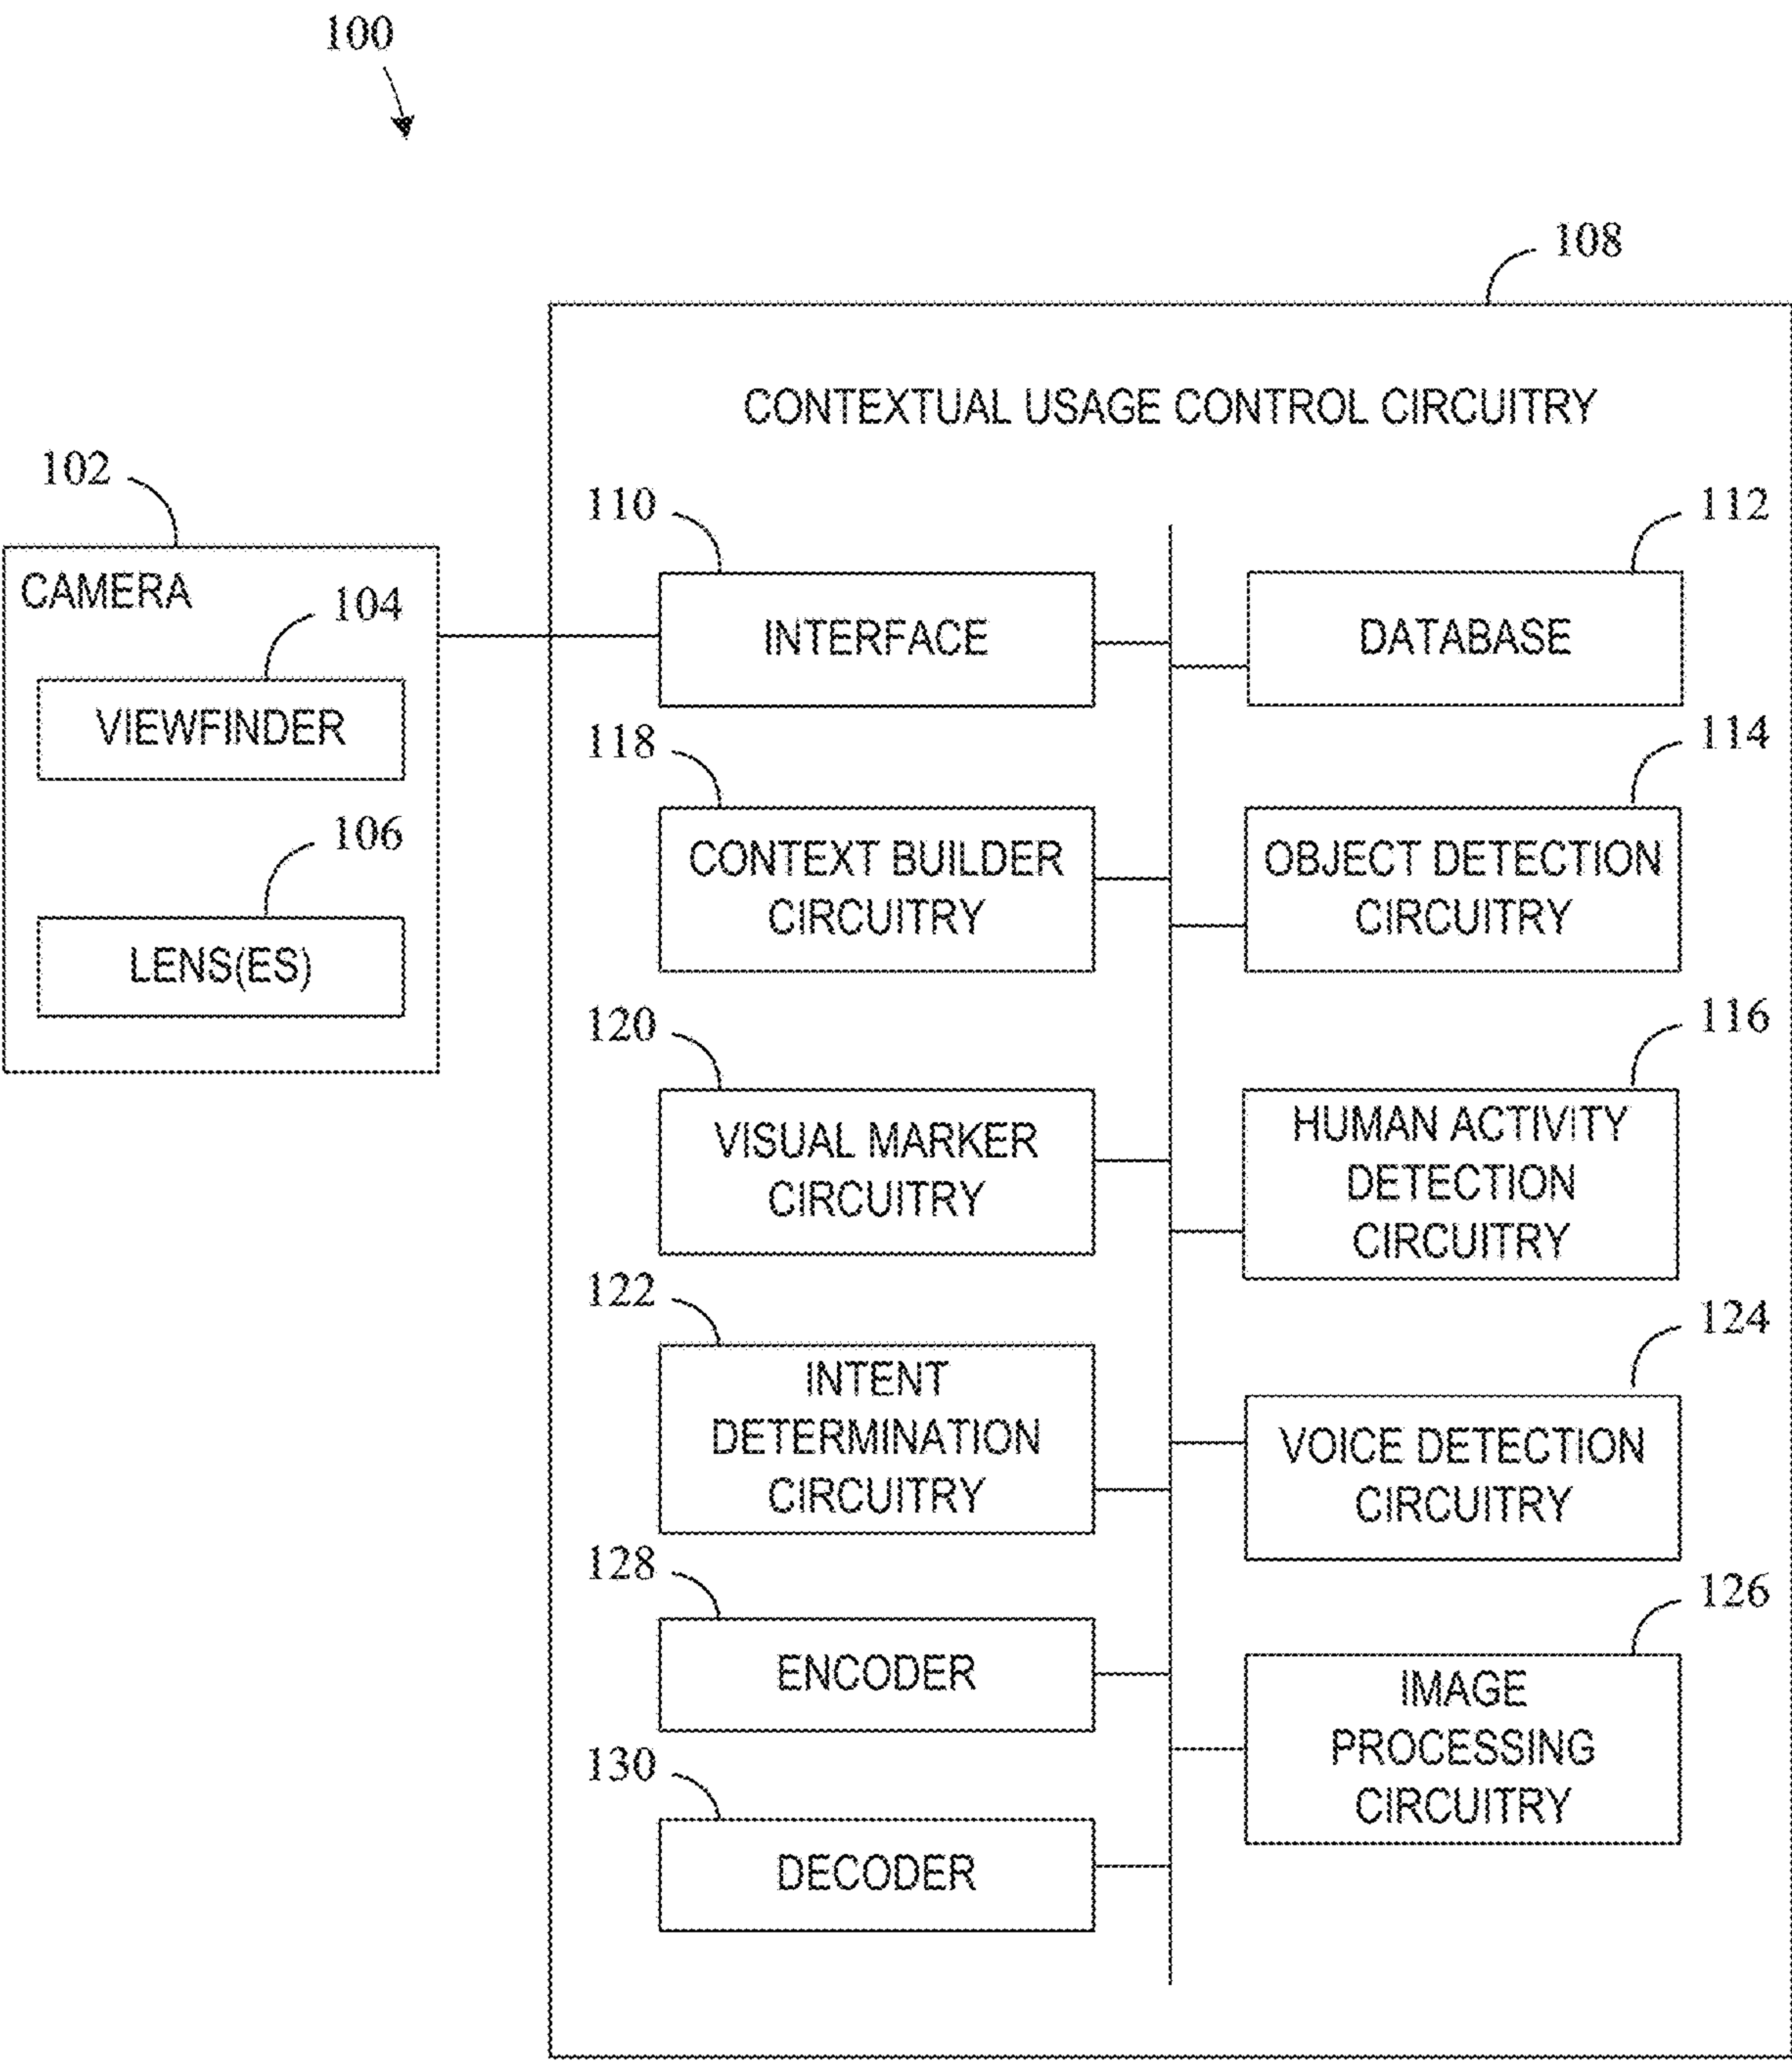 100
108
CONTEXTUAL USAGE CONTROL CIRCUITRY
102
CAMERA
104
VIEWFINDER
106
LENS(ES)
110
INTERFACE
112
DATABASE
118
CONTEXT BUILDER
CIRCUITRY
114
OBJECT DETECTION
CIRCUITRY
120
VISUAL MARKER
CIRCUITRY
116
HUMAN ACTIVITY
DETECTION
CIRCUITRY
122
INTENT
DETERMINATION
CIRCUITRY
124
VOICE DETECTION
CIRCUITRY
128
ENCODER
126
IMAGE
PROCESSING
CIRCUITRY
130
DECODER